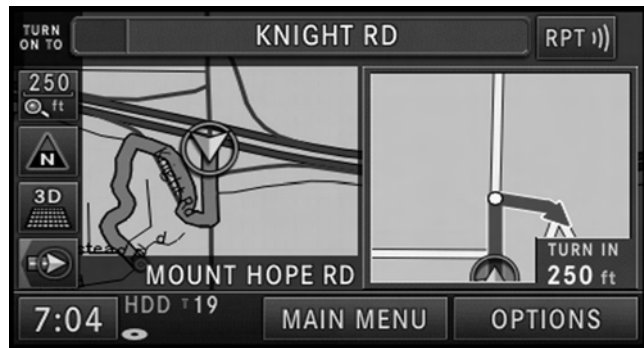 TURN
ON TO
KNIGHT RD
RPT
250
ft
N
3D
MOUNT HOPE RD
TURN IN
250 ft
7:04
HDD T 19
MAIN MENU
OPTIONS